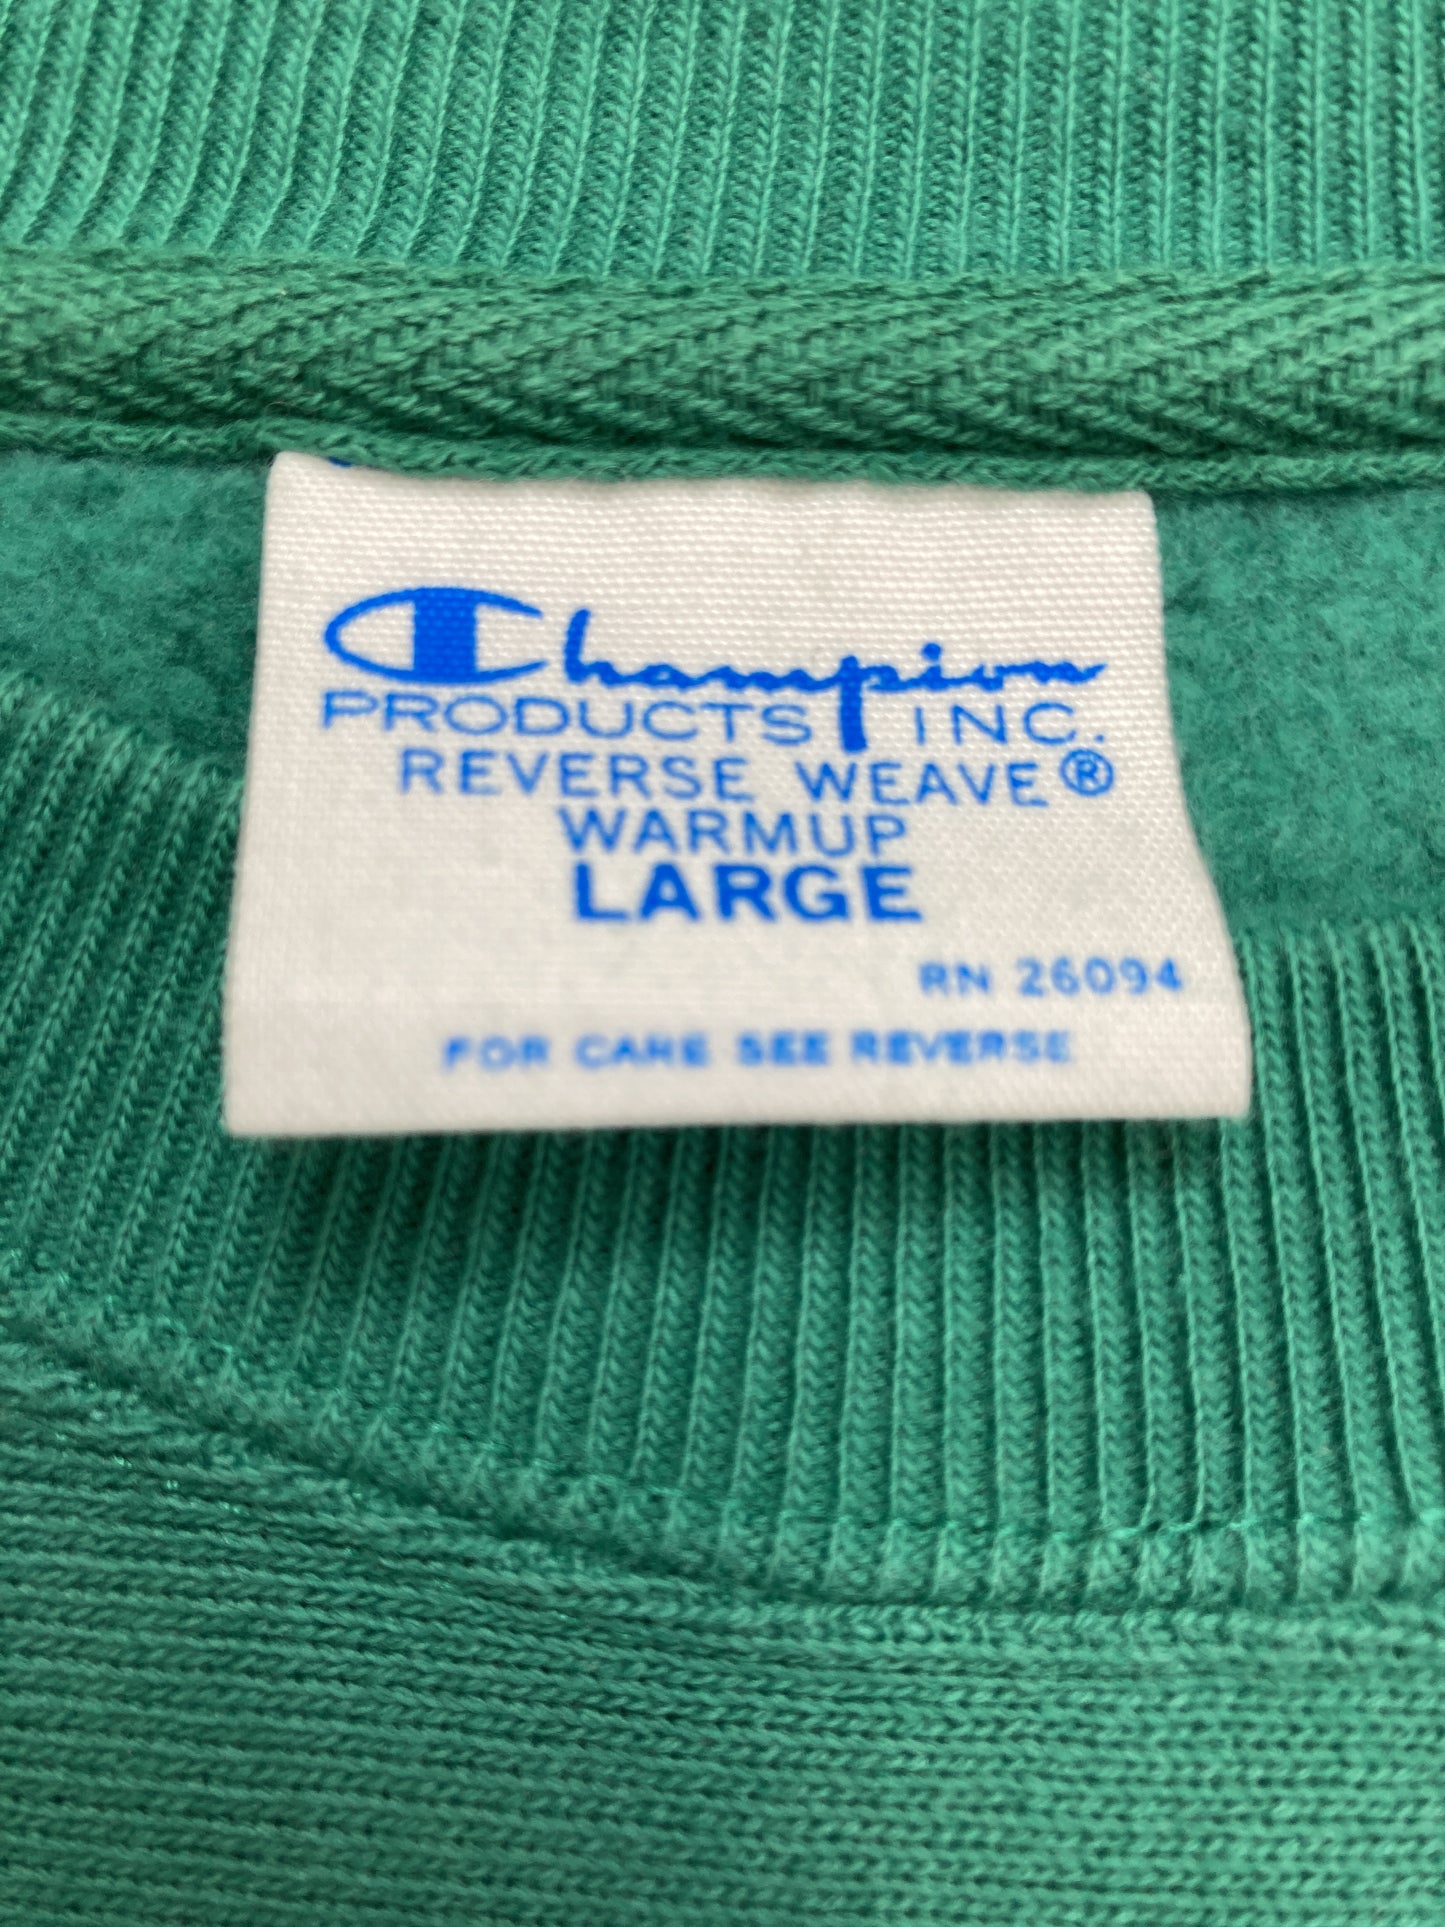 Champion
PRODUCTS INC.
REVERSE WEAVE®
WARMUP
LARGE
RN 26094
FOR CARE SEE REVERSE